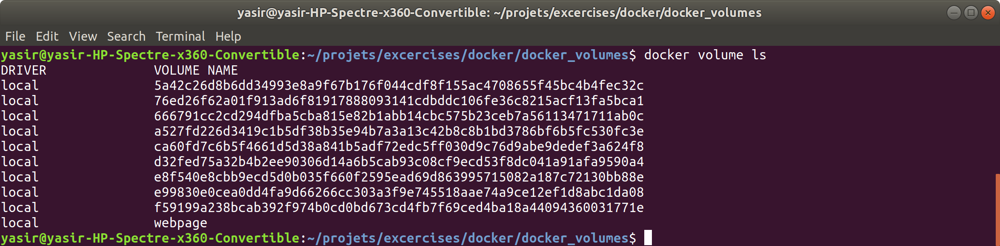 yasir@yasir-HP-Spectre-x360-Convertible: ~/projets/excercises/docker/docker_volumes
File Edit View Search Terminal Help
yasir@yasir-HP-Spectre-x360-Convertible:~/projets/excercises/docker/docker_volumes$ docker volume ls
DRIVER              VOLUME NAME
local               5a42c26d8b6dd34993e8a9f67b176f044cdf8f155ac4708655f45bc4b4fec32c
local               76ed26f62a01f913ad6f81917888093141cdbddc106fe36c8215acf13fa5bca1
local               666791cc2cd294dfba5cba815e82b1abb14cbc575b23ceb7a56113471711ab0c
local               a527fd226d3419c1b5df38b35e94b7a3a13c42b8c8b1bd3786bf6b5fc530fc3e
local               ca60fd7c6b5f4661d5d38a841b5adf72edc5ff030d9c76d9abe9dedef3a624f8
local               d32fed75a32b4b2ee90306d14a6b5cab93c08cf9ecd53f8dc041a91afa9590a4
local               e8f540e8cbb9ecd5d0b035f660f2595ead69d863995715082a187c72130bb88e
local               e99830e0cea0dd4fa9d66266cc303a3f9e745518aae74a9ce12ef1d8abc1da08
local               f59199a238bcab392f974b0cd0bd673cd4fb7f69ced4ba18a44094360031771e
local               webpage
yasir@yasir-HP-Spectre-x360-Convertible:~/projets/excercises/docker/docker_volumes$